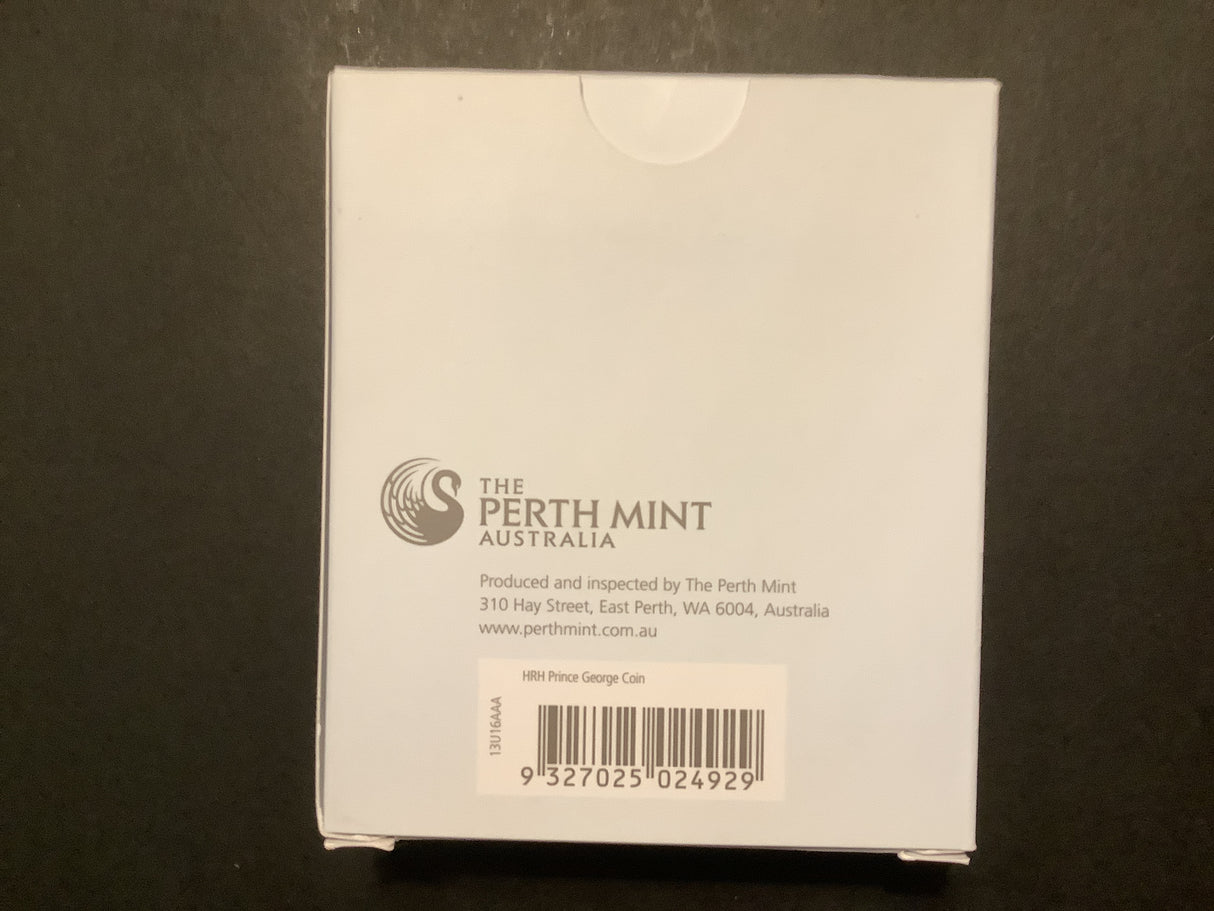 THE
PERTH MINT
AUSTRALIA
Produced and inspected by The Perth Mint
310 Hay Street, East Perth, WA 6004, Australia
www.perthmint.com.au
HRH Prince George Coin
13U16AAA
9 327025 024929